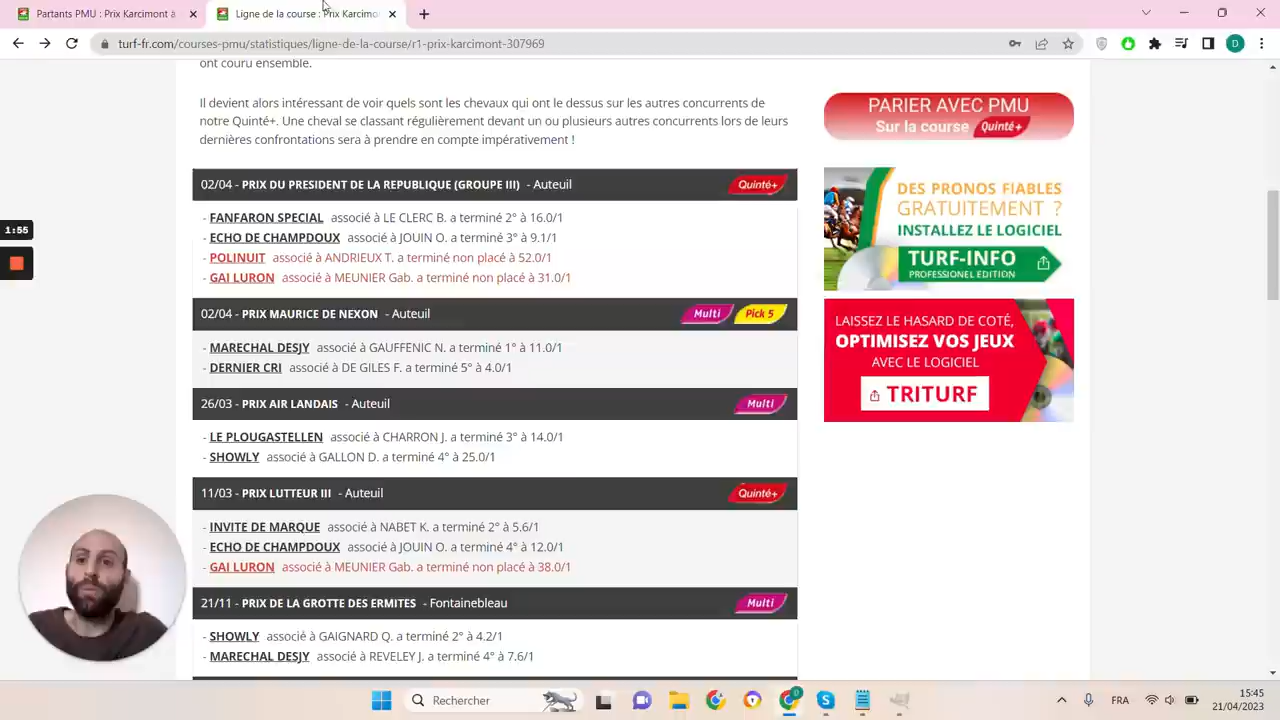 Partants PMU du Prix Karcimont
Ligne de la course : Prix Karcimo
turf-fr.com/courses-pmu/statistiques/ligne-de-la-course/r1-prix-karcimont-307969
D
ont couru ensemble.
Il devient alors intéressant de voir quels sont les chevaux qui ont le dessus sur les autres concurrents de
notre Quinté+. Une cheval se classant régulièrement devant un ou plusieurs autres concurrents lors de leurs
dernières confrontations sera à prendre en compte impérativement !
02/04 - PRIX DU PRESIDENT DE LA REPUBLIQUE (GROUPE III) - Auteuil Quinté+
- FANFARON SPECIAL associé à LE CLERC B. a terminé 2° à 16.0/1
- ECHO DE CHAMPDOUX associé à JOUIN O. a terminé 3° à 9.1/1
- POLINUIT associé à ANDRIEUX T. a terminé non placé à 52.0/1
- GAI LURON associé à MEUNIER Gab. a terminé non placé à 31.0/1
02/04 - PRIX MAURICE DE NEXON - Auteuil Multi Pick 5
- MARECHAL DESJY associé à GAUFFENIC N. a terminé 1° à 11.0/1
- DERNIER CRI associé à DE GILES F. a terminé 5° à 4.0/1
26/03 - PRIX AIR LANDAIS - Auteuil Multi
- LE PLOUGASTELLEN associé à CHARRON J. a terminé 3° à 14.0/1
- SHOWLY associé à GALLON D. a terminé 4° à 25.0/1
11/03 - PRIX LUTTEUR III - Auteuil Quinté+
- INVITE DE MARQUE associé à NABET K. a terminé 2° à 5.6/1
- ECHO DE CHAMPDOUX associé à JOUIN O. a terminé 4° à 12.0/1
- GAI LURON associé à MEUNIER Gab. a terminé non placé à 38.0/1
21/11 - PRIX DE LA GROTTE DES ERMITES - Fontainebleau Multi
- SHOWLY associé à GAIGNARD Q. a terminé 2° à 4.2/1
- MARECHAL DESJY associé à REVELEY J. a terminé 4° à 7.6/1
PARIER AVEC PMU
Sur la course Quinté+
DES PRONOS FIABLES
GRATUITEMENT ?
INSTALLEZ LE LOGICIEL
TURF-INFO
PROFESSIONEL EDITION
LAISSEZ LE HASARD DE COTÉ,
OPTIMISEZ VOS JEUX
AVEC LE LOGICIEL
TRITURF
1:55
Rechercher
FRA
15:45
21/04/2023